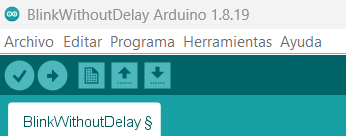 BlinkWithoutDelay Arduino 1.8.19
Archivo Editar Programa Herramientas Ayuda
BlinkWithoutDelay §